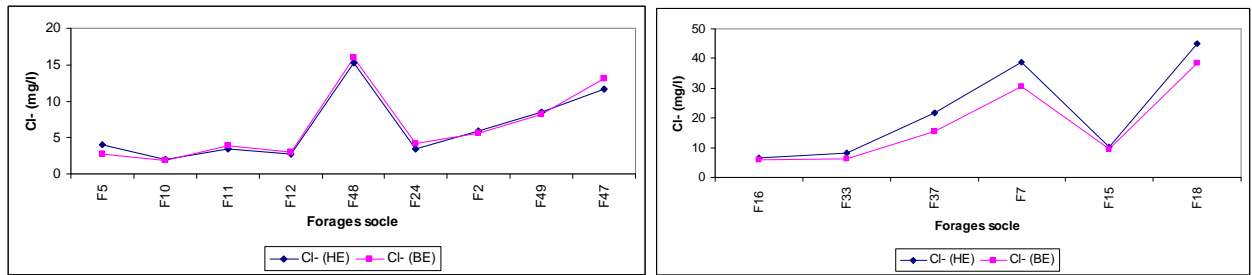 20
15
10
5
0
Cl- (mg/l)
F5
F10
F11
F12
F48
F24
F2
F49
F47
Forages socle
Cl- (HE) Cl- (BE)
50
40
30
20
10
0
Cl- (mg/l)
F16
F33
F37
F7
F15
F18
Forages socle
Cl- (HE) Cl- (BE)